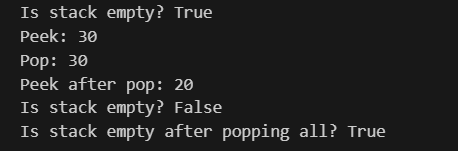 Is stack empty? True
Peek: 30
Pop: 30
Peek after pop: 20
Is stack empty? False
Is stack empty after popping all? True